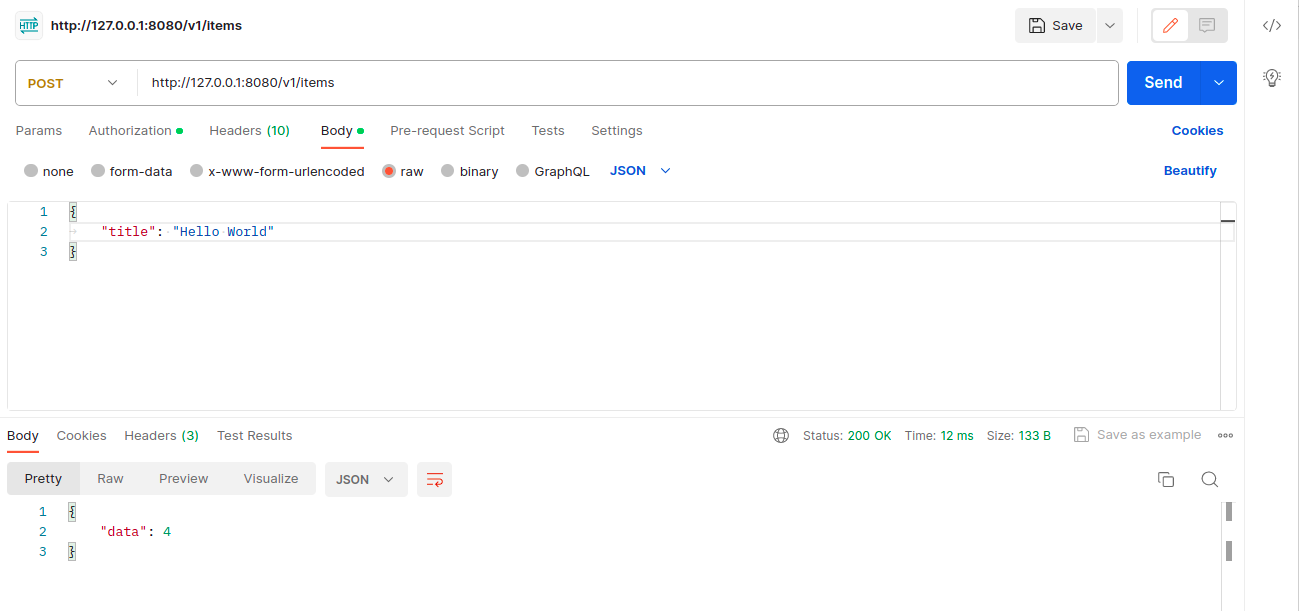 HTTP http://127.0.0.1:8080/v1/items Save </>
POST http://127.0.0.1:8080/v1/items Send
Params Authorization Headers (10) Body Pre-request Script Tests Settings Cookies
none form-data x-www-form-urlencoded raw binary GraphQL JSON Beautify
1 {
2 "title": "Hello World"
3 }
Body Cookies Headers (3) Test Results Status: 200 OK Time: 12 ms Size: 133 B Save as example
Pretty Raw Preview Visualize JSON
1 {
2 "data": 4
3 }